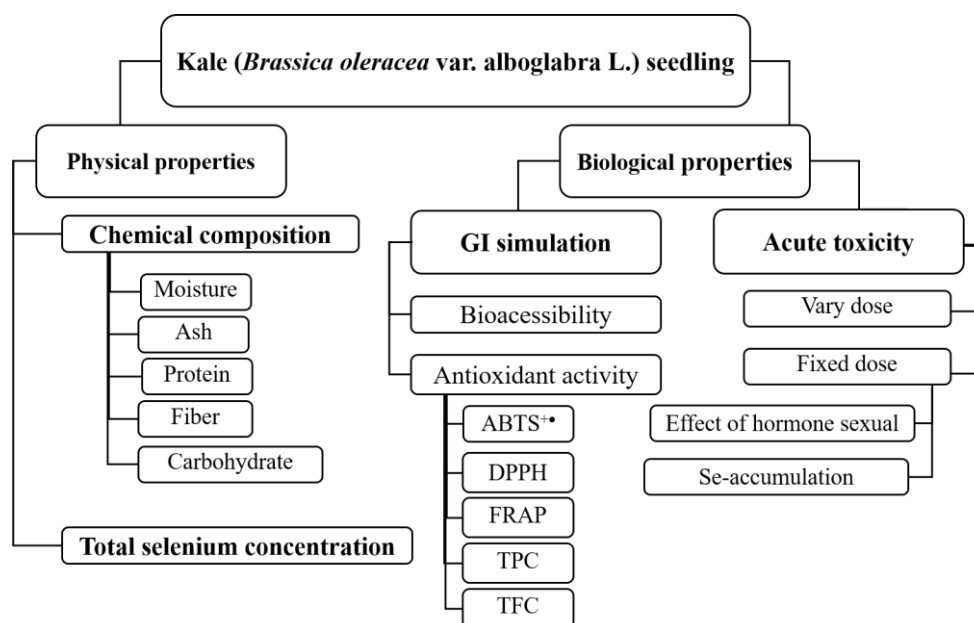 Kale (Brassica oleracea var. alboglabra L.) seedling
Physical properties
Chemical composition
Moisture
Ash
Protein
Fiber
Carbohydrate
Total selenium concentration
Biological properties
GI simulation
Bioacessibility
Antioxidant activity
ABTS⁺•
DPPH
FRAP
TPC
TFC
Acute toxicity
Vary dose
Fixed dose
Effect of hormone sexual
Se-accumulation